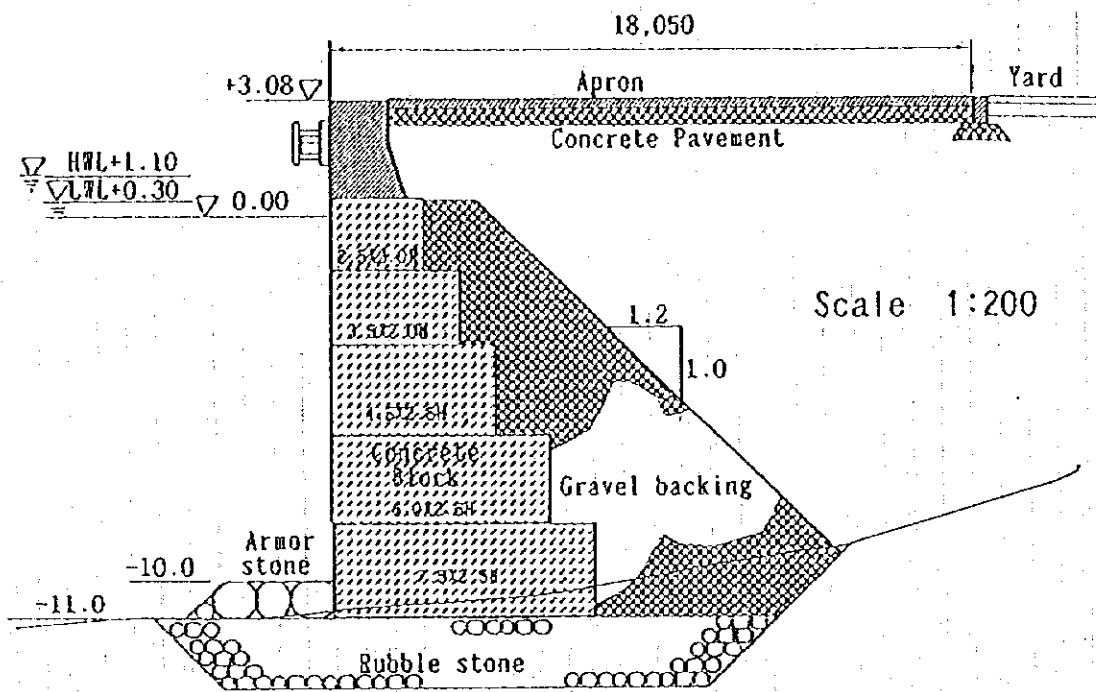 18,050
+3.08
Apron
Yard
Concrete Pavement
HWL+1.10
LWL+0.30
0.00
Scale 1:200
1.2
1.0
Concrete
Block
Gravel backing
Armor
stone
-10.0
-11.0
Rubble stone